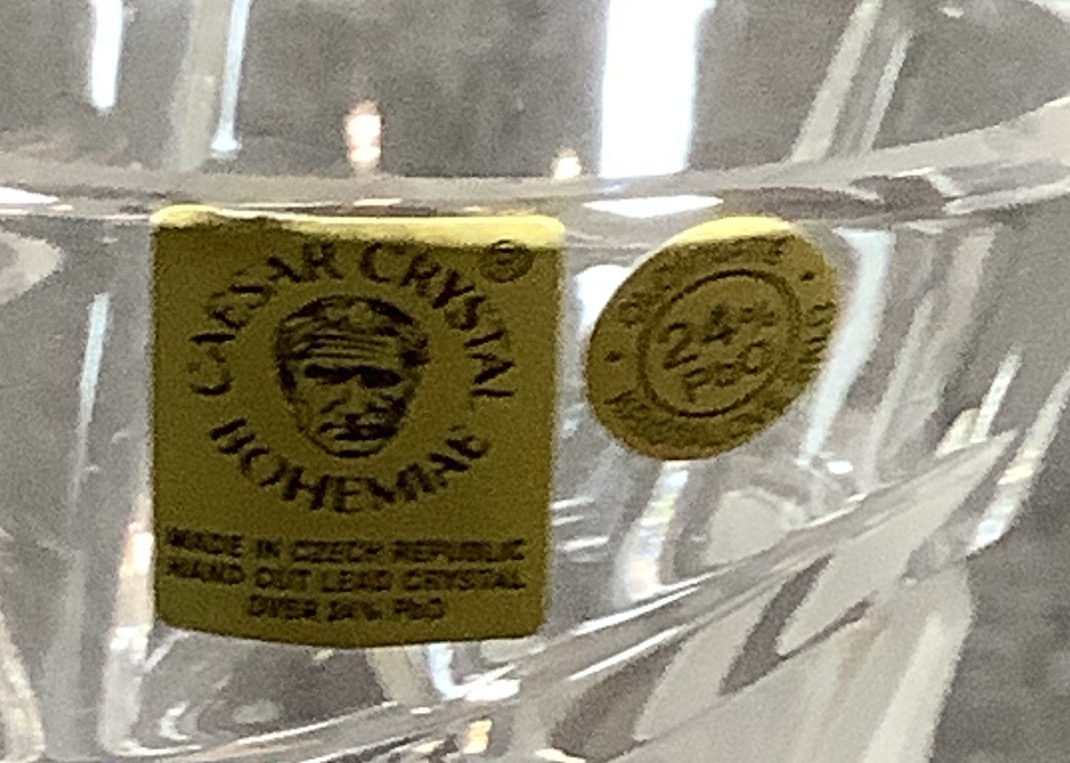 CAESAR CRYSTAL
BOHEMIAE
®
MADE IN CZECH REPUBLIC
HAND CUT LEAD CRYSTAL
OVER 24% PbO
24%
PbO